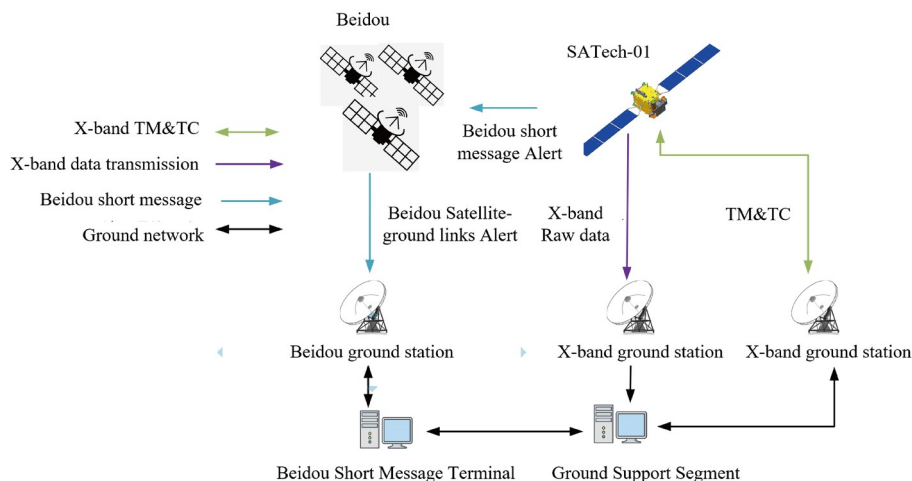 Beidou
SATech-01
X-band TM&TC
X-band data transmission
Beidou short message
Ground network
Beidou short
message Alert
Beidou Satellite-
ground links Alert
X-band
Raw data
TM&TC
Beidou ground station
X-band ground station
X-band ground station
Beidou Short Message Terminal
Ground Support Segment